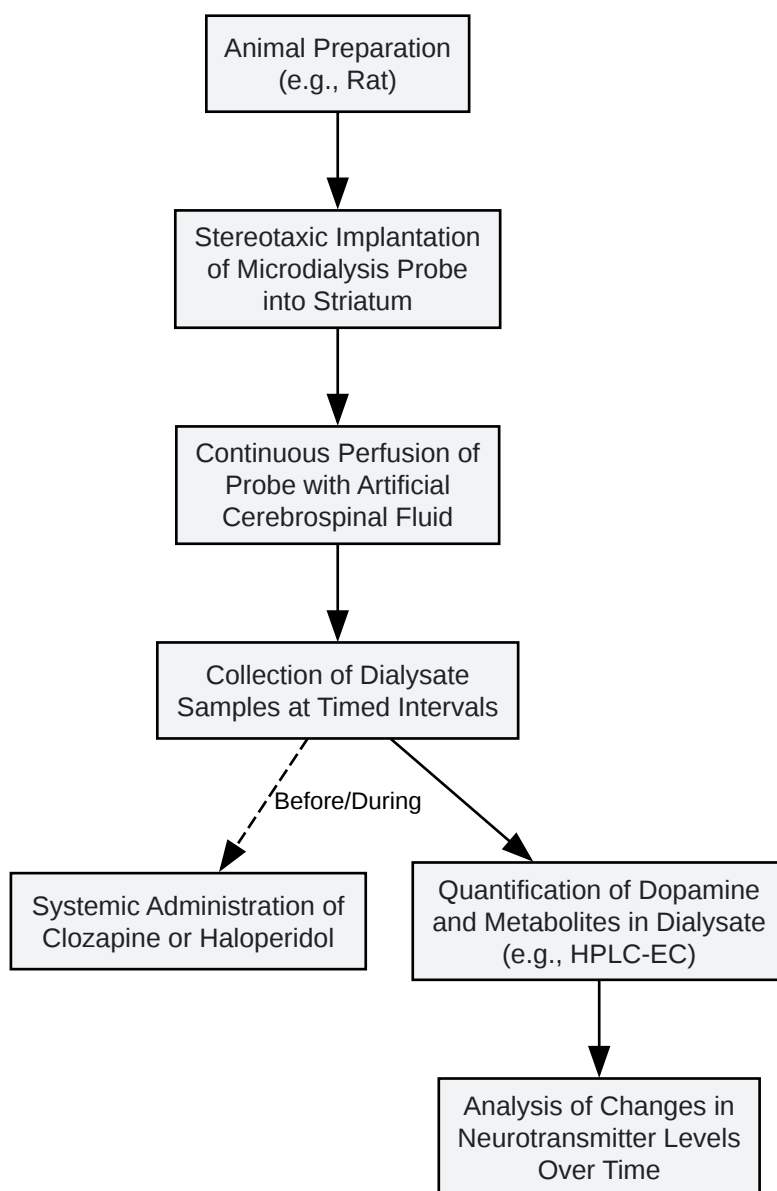 Animal Preparation
(e.g., Rat)
Stereotaxic Implantation
of Microdialysis Probe
into Striatum
Continuous Perfusion of
Probe with Artificial
Cerebrospinal Fluid
Collection of Dialysate
Samples at Timed Intervals
Before/During
Systemic Administration of
Clozapine or Haloperidol
Quantification of Dopamine
and Metabolites in Dialysate
(e.g., HPLC-EC)
Analysis of Changes in
Neurotransmitter Levels
Over Time